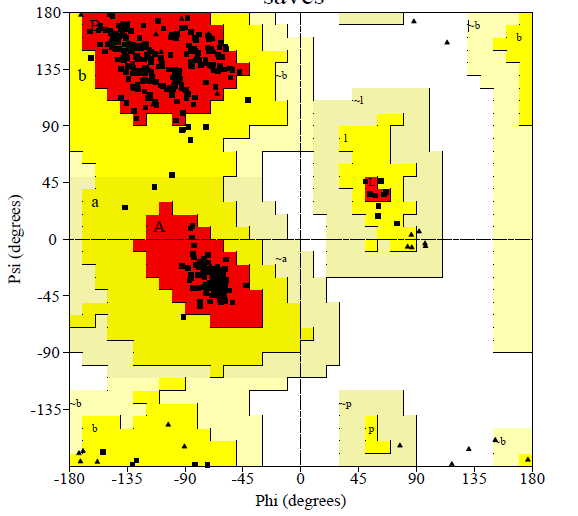 saves
180
B
~b
b
135
b
~b
~l
90
l
45
L
a
A
0
~a
-45
-90
-135
~b
~p
b
p
~b
-180
-135
-90
-45
0
45
90
135
180
Psi (degrees)
Phi (degrees)